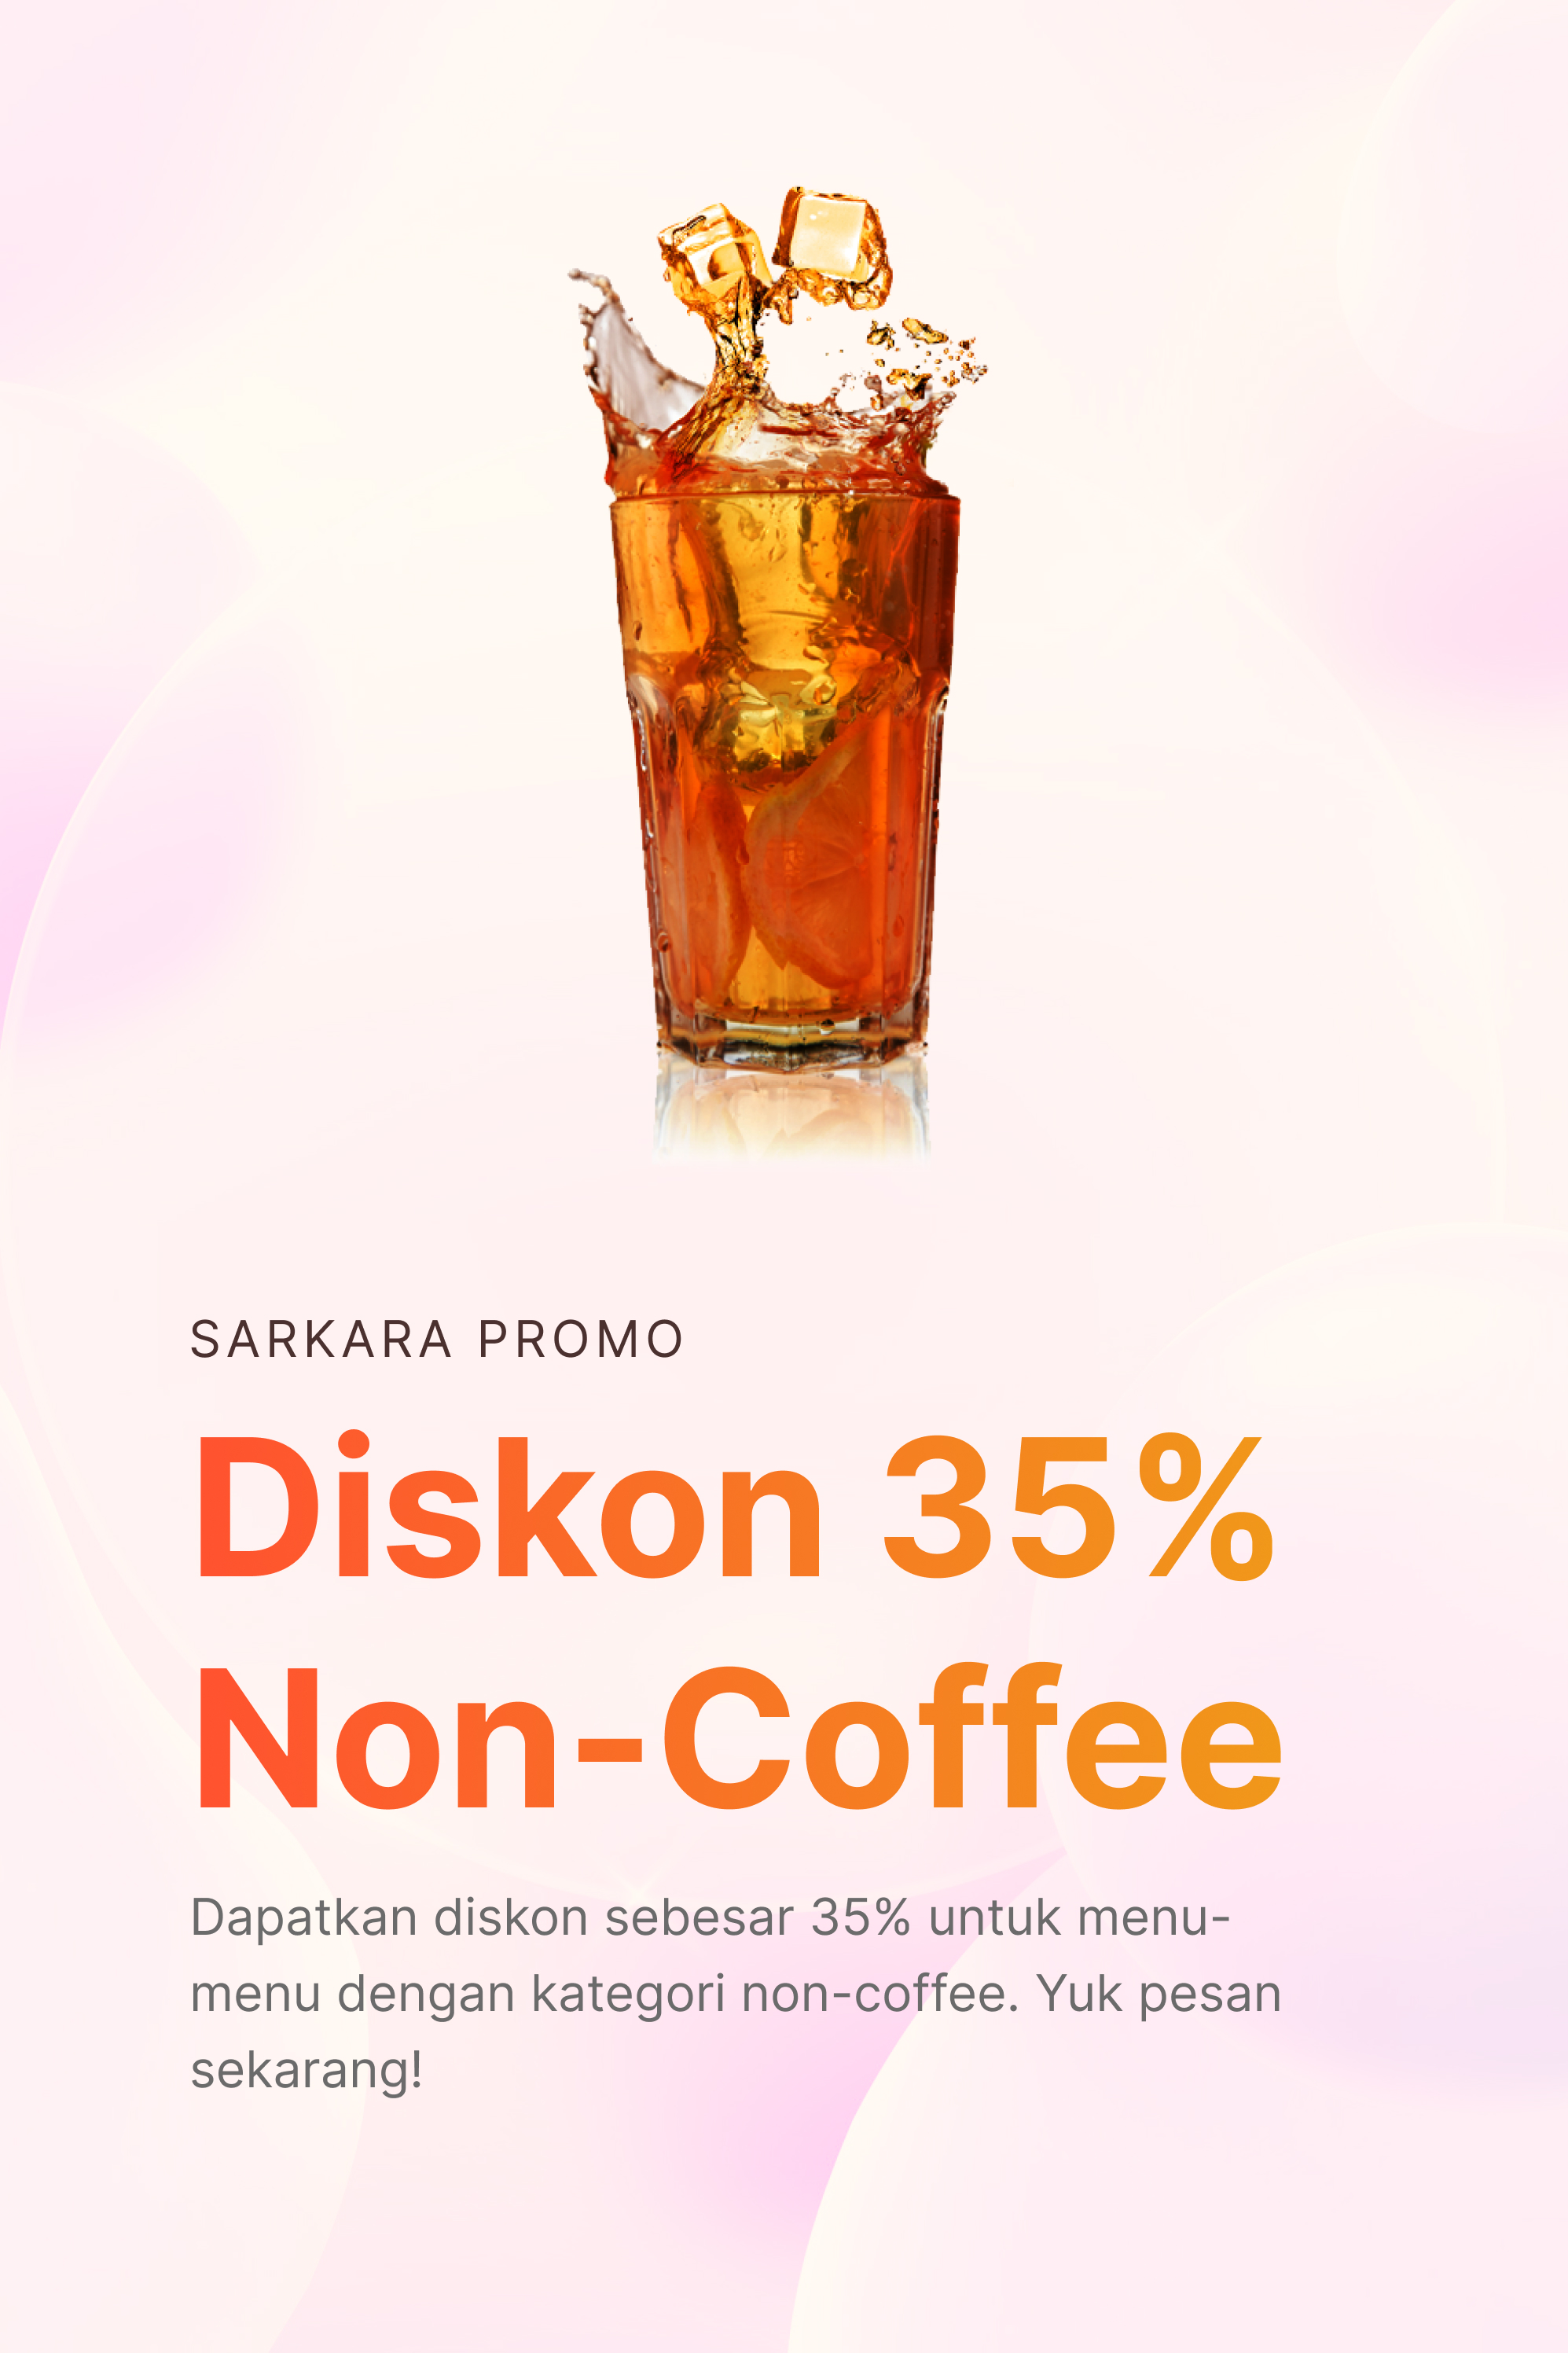 SARKARA PROMO
Diskon 35%
Non-Coffee
Dapatkan diskon sebesar 35% untuk menu-
menu dengan kategori non-coffee. Yuk pesan
sekarang!